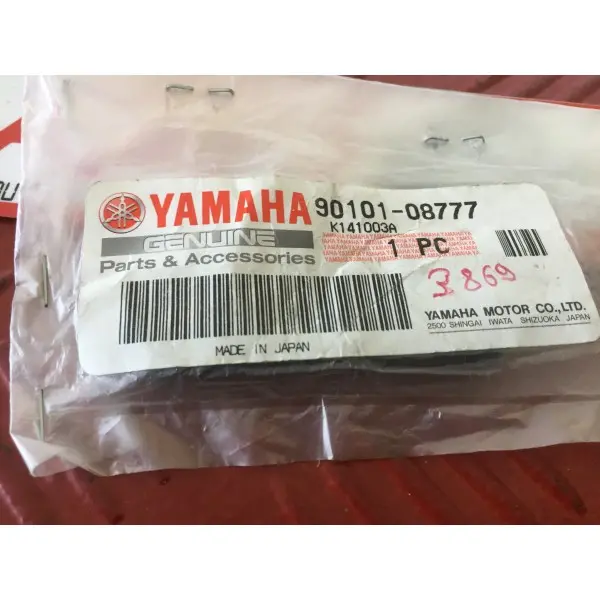 YAMAHA 90101-08777
K141003A
GENUINE
1 PC
Parts & Accessories
3869
YAMAHA MOTOR CO.,LTD.
2500 SHINGAI IWATA SHIZUOKA JAPAN
MADE IN JAPAN